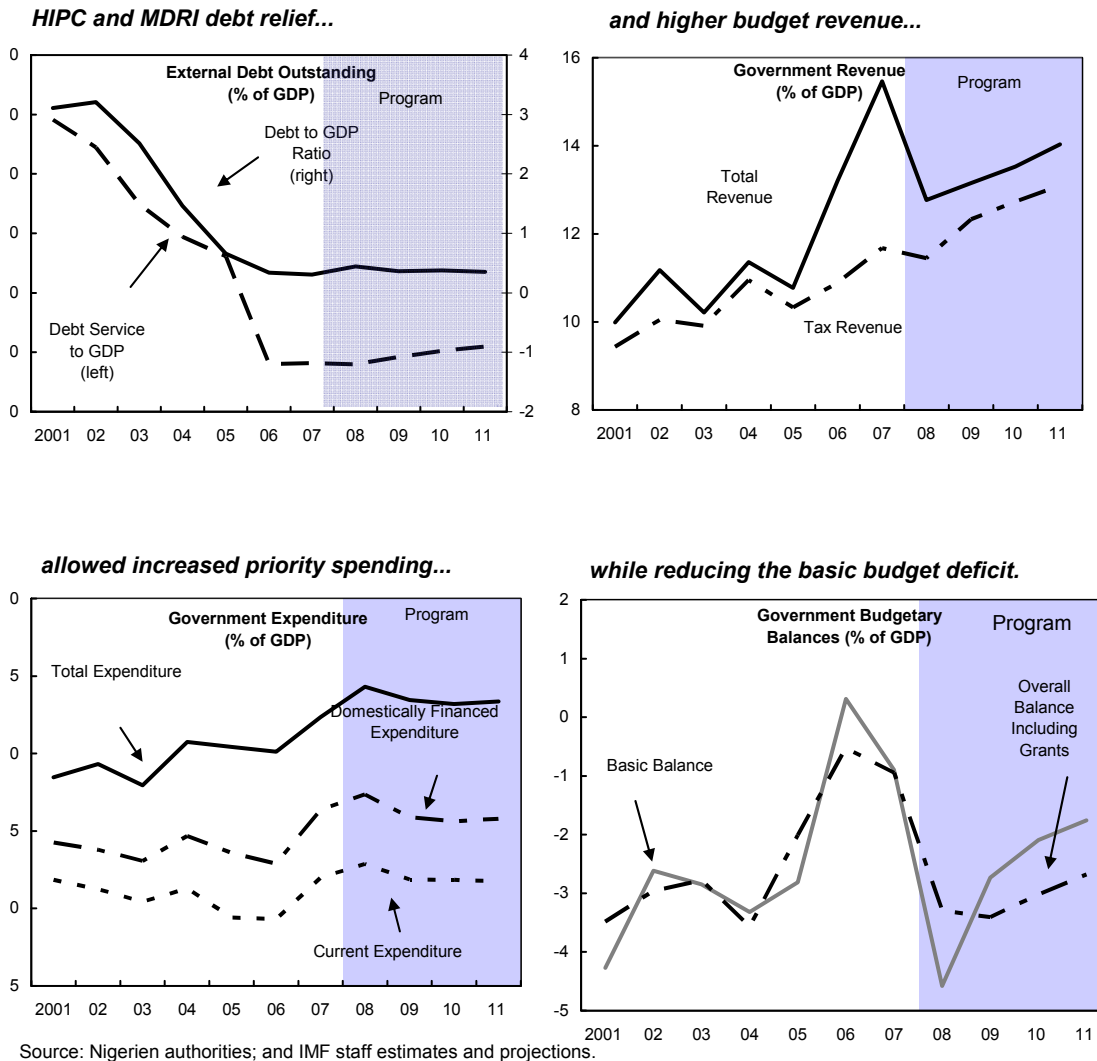 HIPC and MDRI debt relief...
0
0
0
0
0
0
0
4
3
2
1
0
-1
-2
External Debt Outstanding
(% of GDP)
Program
Debt to GDP
Ratio
(right)
Debt Service
to GDP
(left)
2001 02 03 04 05 06 07 08 09 10 11
and higher budget revenue...
16
14
12
10
8
Government Revenue
(% of GDP)
Program
Total
Revenue
Tax Revenue
2001 02 03 04 05 06 07 08 09 10 11
allowed increased priority spending...
0
5
0
5
0
5
Government Expenditure
(% of GDP)
Program
Total Expenditure
Domestically Financed
Expenditure
Current Expenditure
2001 02 03 04 05 06 07 08 09 10 11
while reducing the basic budget deficit.
2
1
0
-1
-2
-3
-4
-5
Government Budgetary
Balances (% of GDP)
Program
Overall
Balance
Including
Grants
Basic Balance
2001 02 03 04 05 06 07 08 09 10 11
Source: Nigerien authorities; and IMF staff estimates and projections.